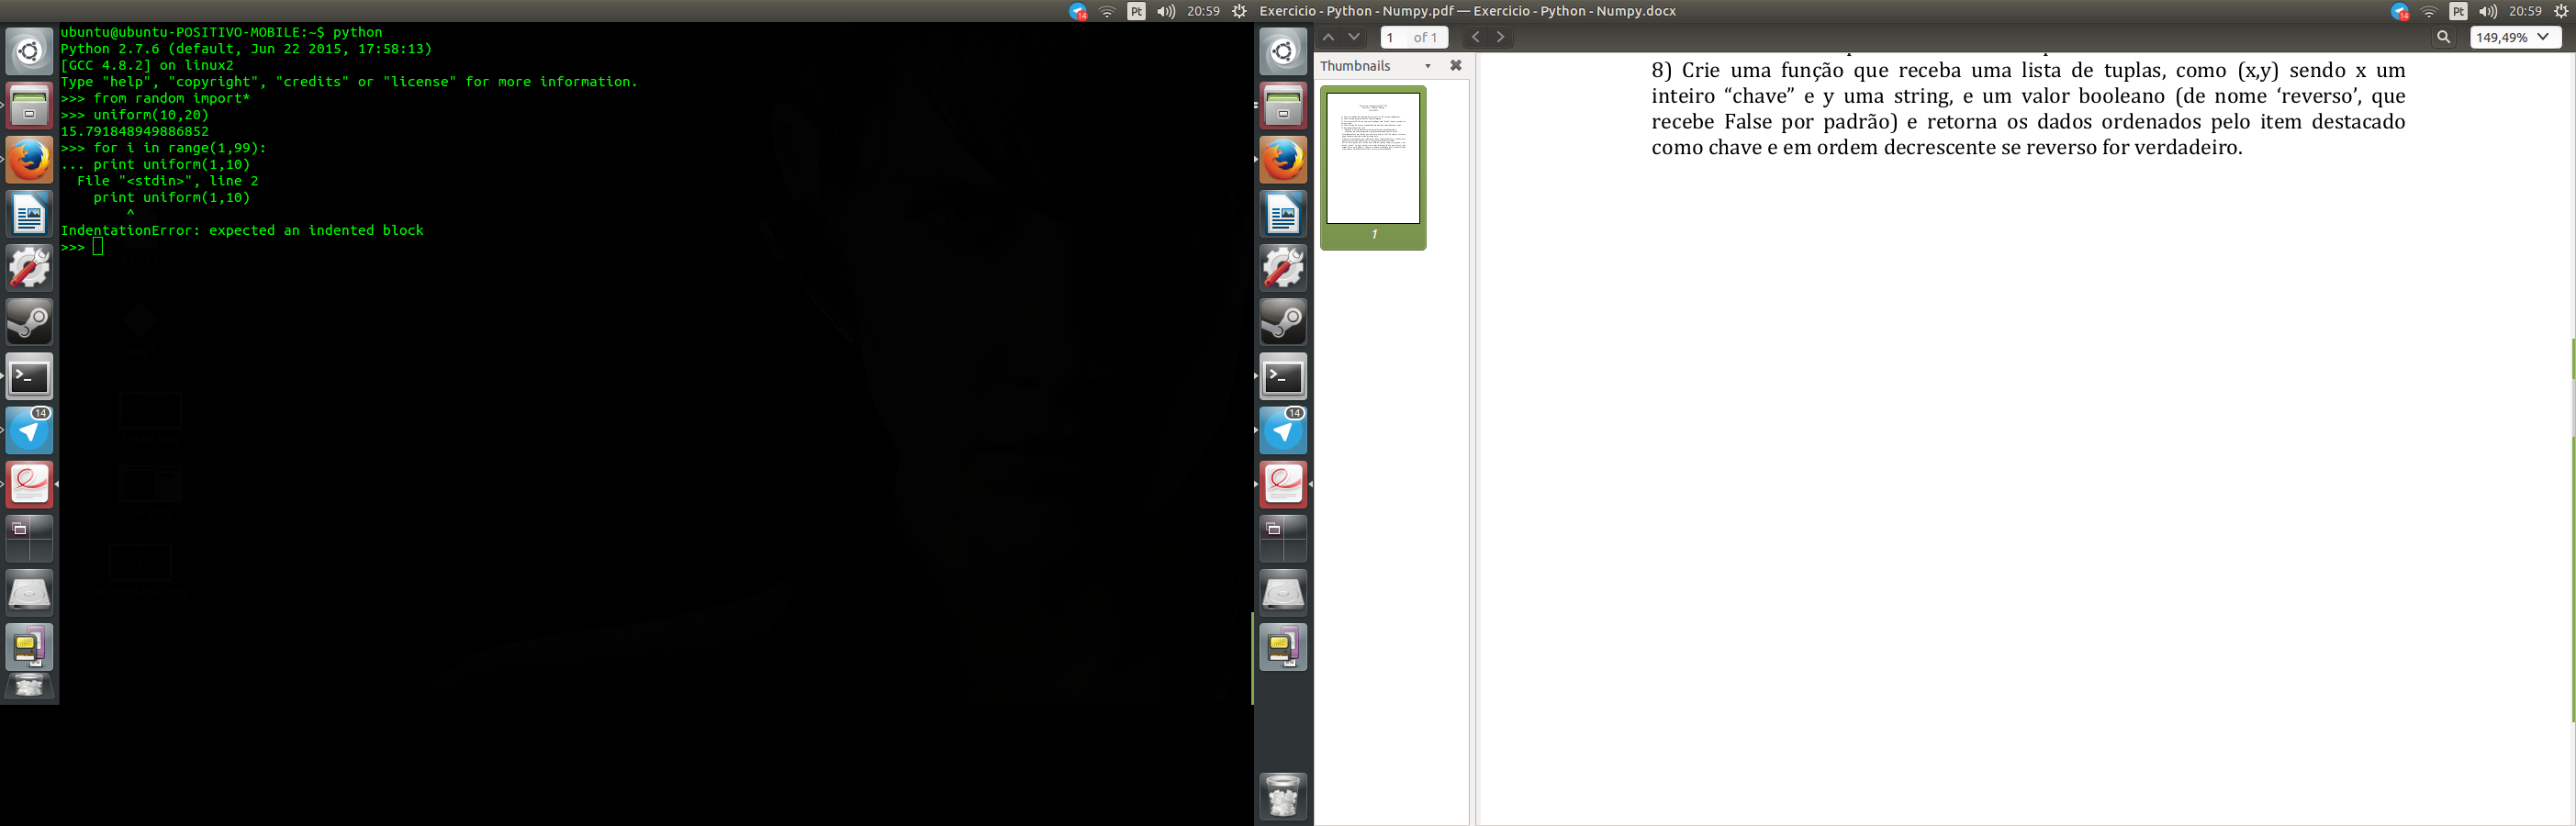 Pt
20:59
14
Exercicio - Python - Numpy.pdf — Exercicio - Python - Numpy.docx
14
Pt
20:59
ubuntu@ubuntu-POSITIVO-MOBILE:~$ python
Python 2.7.6 (default, Jun 22 2015, 17:58:13)
[GCC 4.8.2] on linux2
Type "help", "copyright", "credits" or "license" for more information.
>>> from random import*
>>> uniform(10,20)
15.791848949886852
>>> for i in range(1,99):
... print uniform(1,10)
  File "<stdin>", line 2
    print uniform(1,10)
        ^
IndentationError: expected an indented block
>>>
14
14
1 of 1
149,49%
Thumbnails
1
8) Crie uma função que receba uma lista de tuplas, como (x,y) sendo x um
inteiro “chave” e y uma string, e um valor booleano (de nome ‘reverso’, que
recebe False por padrão) e retorna os dados ordenados pelo item destacado
como chave e em ordem decrescente se reverso for verdadeiro.